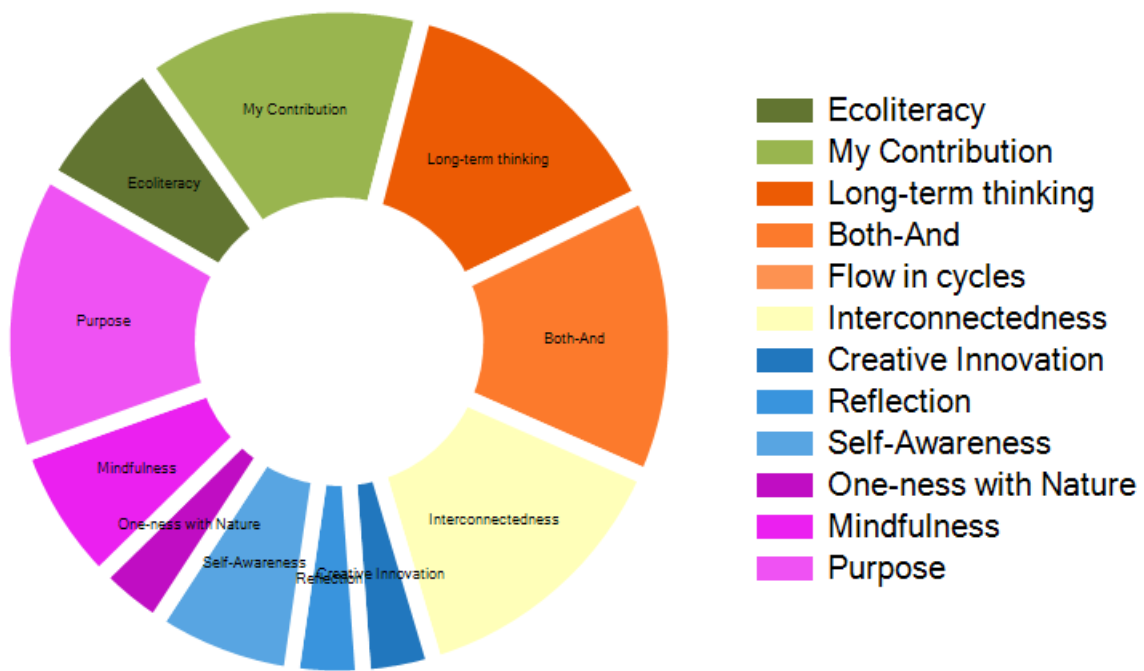 My Contribution
Long-term thinking
Ecoliteracy
Purpose
Both-And
Mindfulness
Interconnectedness
One-ness with Nature
Self-Awareness
Reflection
Creative Innovation
Ecoliteracy
My Contribution
Long-term thinking
Both-And
Flow in cycles
Interconnectedness
Creative Innovation
Reflection
Self-Awareness
One-ness with Nature
Mindfulness
Purpose